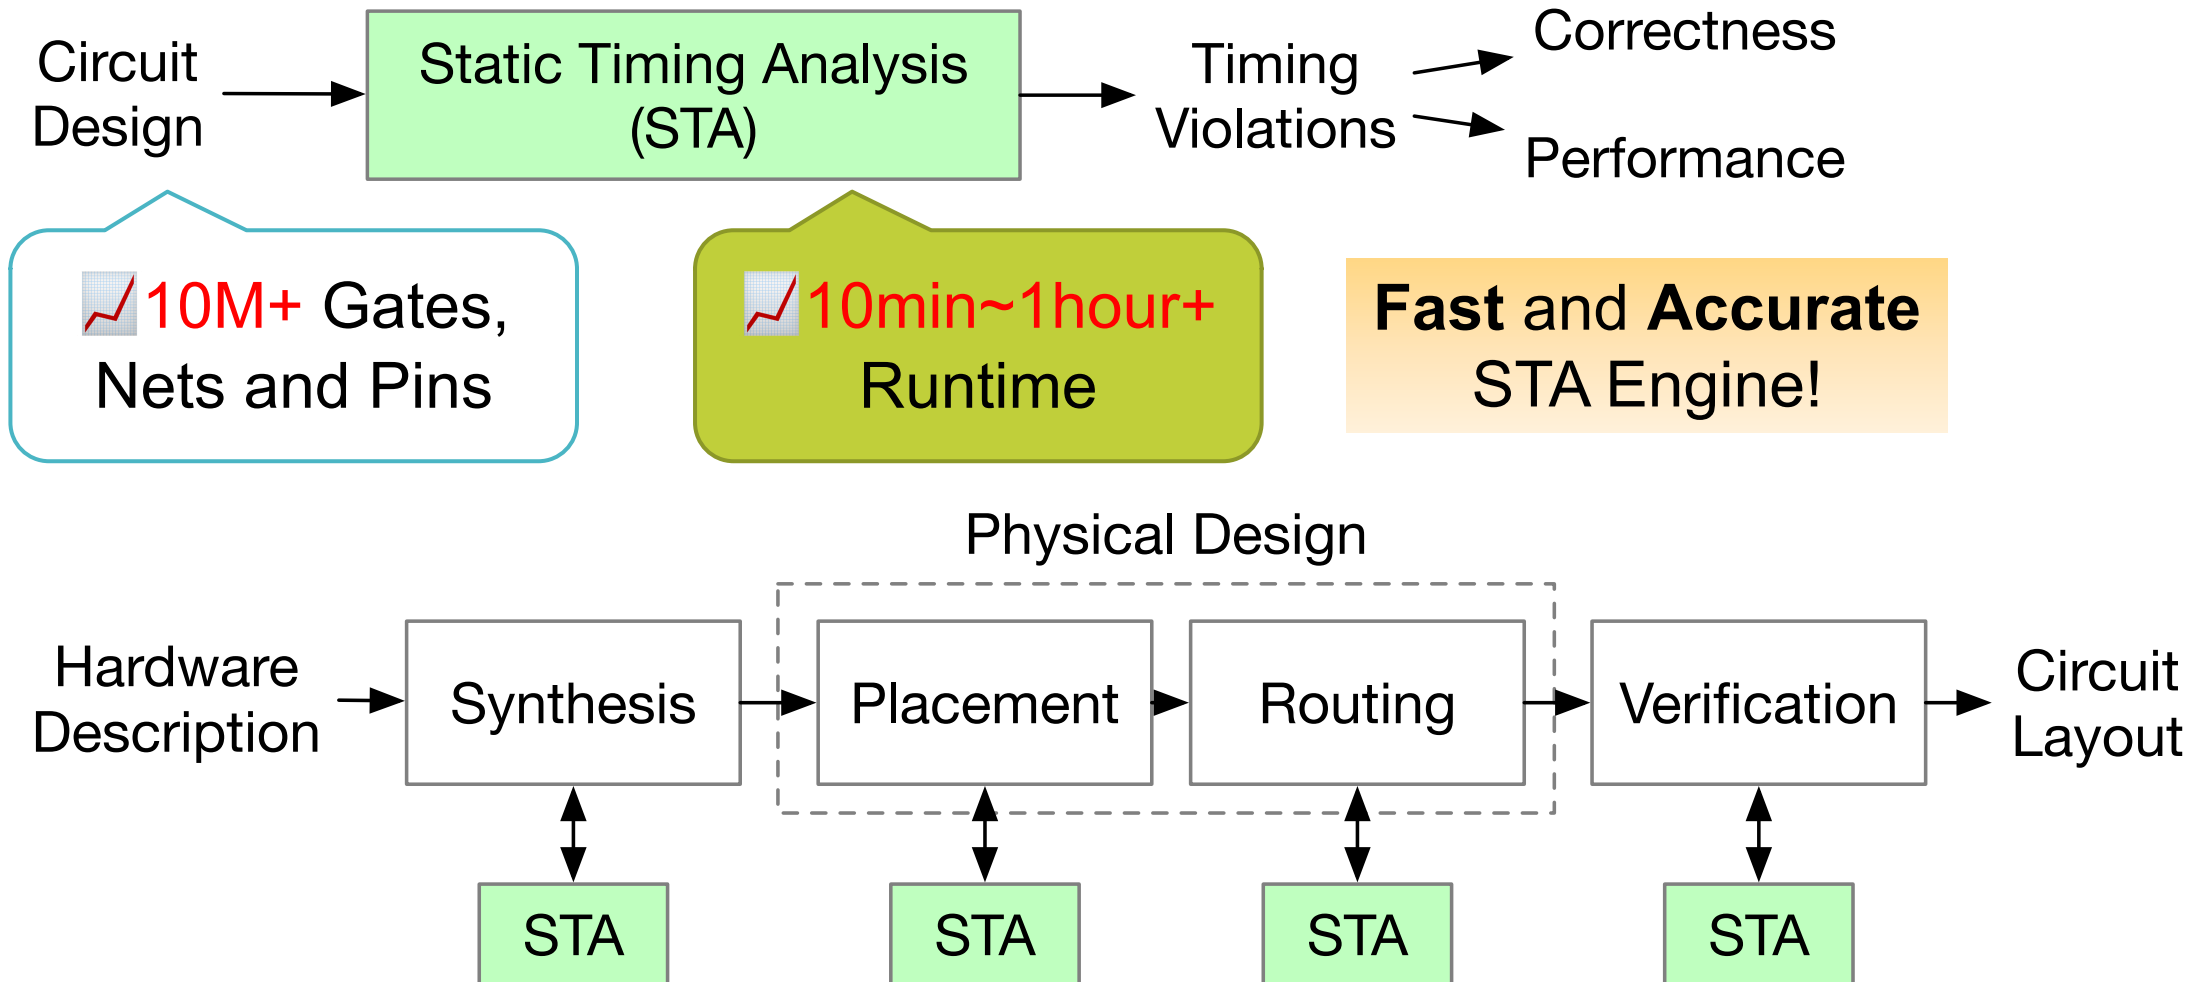 Circuit
Design
Static Timing Analysis
(STA)
Timing
Violations
Correctness
Performance
10M+ Gates,
Nets and Pins
10min~1hour+
Runtime
Fast and Accurate
STA Engine!
Physical Design
Hardware
Description
Synthesis
Placement
Routing
Verification
Circuit
Layout
STA
STA
STA
STA